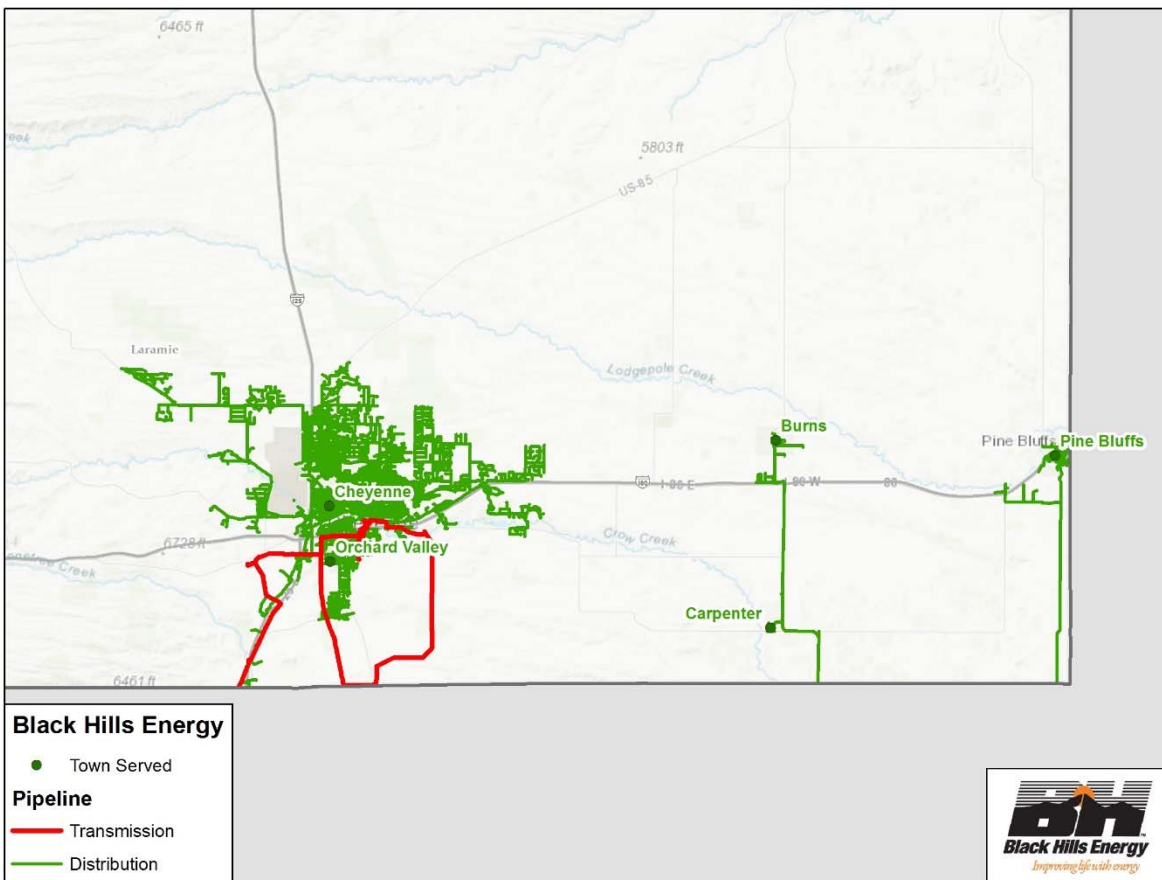 6465 ft
5803 ft
US-85
25
Laramie
Lodgepole Creek
Burns
Pine Bluffs
Pine Bluffs
80
I-80-E
80-W
80
Cheyenne
Crow Creek
6728 ft
Orchard Valley
Creek
Carpenter
6461 ft
Black Hills Energy
Town Served
Pipeline
Transmission
Distribution
BH
Black Hills Energy
Improving life with energy